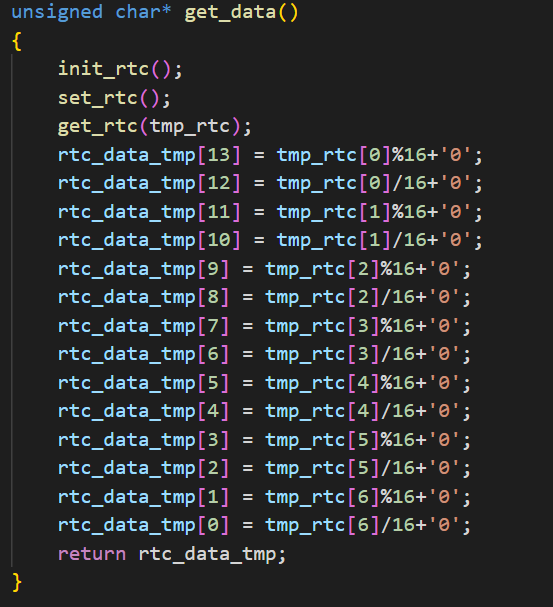 unsigned char* get_data()
{
    init_rtc();
    set_rtc();
    get_rtc(tmp_rtc);
    rtc_data_tmp[13] = tmp_rtc[0]%16+'0';
    rtc_data_tmp[12] = tmp_rtc[0]/16+'0';
    rtc_data_tmp[11] = tmp_rtc[1]%16+'0';
    rtc_data_tmp[10] = tmp_rtc[1]/16+'0';
    rtc_data_tmp[9] = tmp_rtc[2]%16+'0';
    rtc_data_tmp[8] = tmp_rtc[2]/16+'0';
    rtc_data_tmp[7] = tmp_rtc[3]%16+'0';
    rtc_data_tmp[6] = tmp_rtc[3]/16+'0';
    rtc_data_tmp[5] = tmp_rtc[4]%16+'0';
    rtc_data_tmp[4] = tmp_rtc[4]/16+'0';
    rtc_data_tmp[3] = tmp_rtc[5]%16+'0';
    rtc_data_tmp[2] = tmp_rtc[5]/16+'0';
    rtc_data_tmp[1] = tmp_rtc[6]%16+'0';
    rtc_data_tmp[0] = tmp_rtc[6]/16+'0';
    return rtc_data_tmp;
}